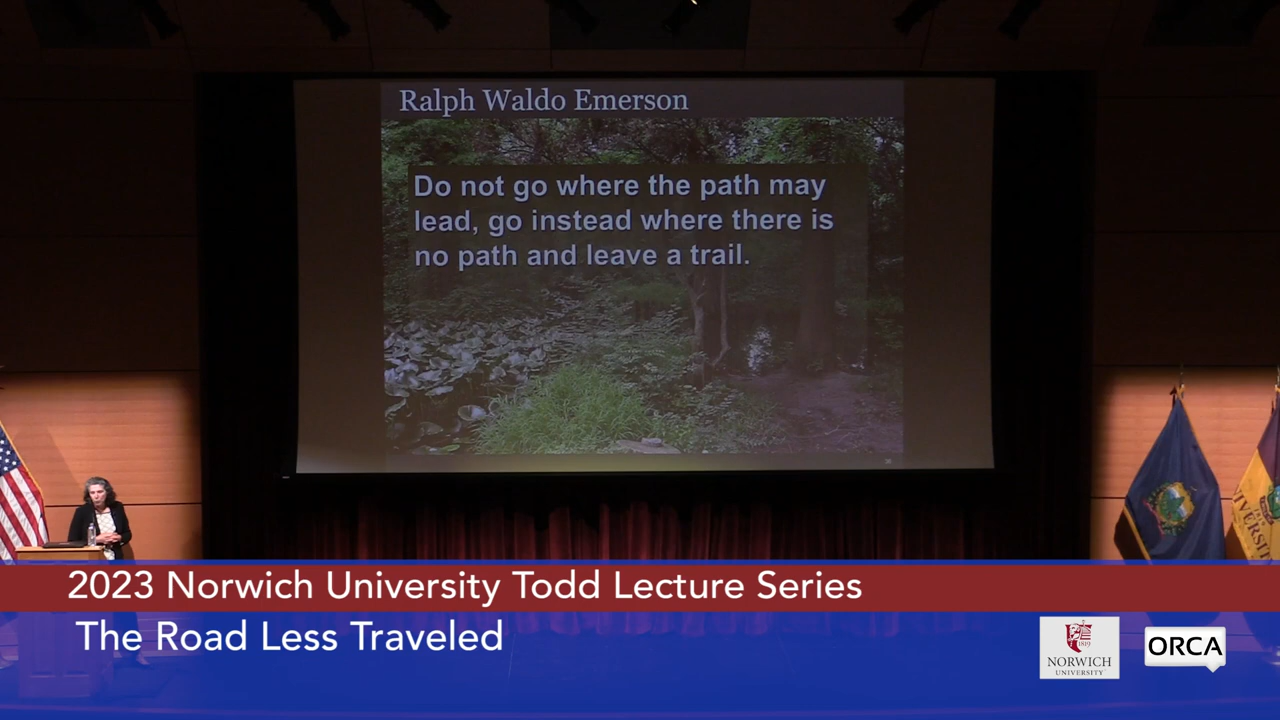 Ralph Waldo Emerson
Do not go where the path may
lead, go instead where there is
no path and leave a trail.
2023 Norwich University Todd Lecture Series
The Road Less Traveled
1819
NORWICH
UNIVERSITY
ORCA